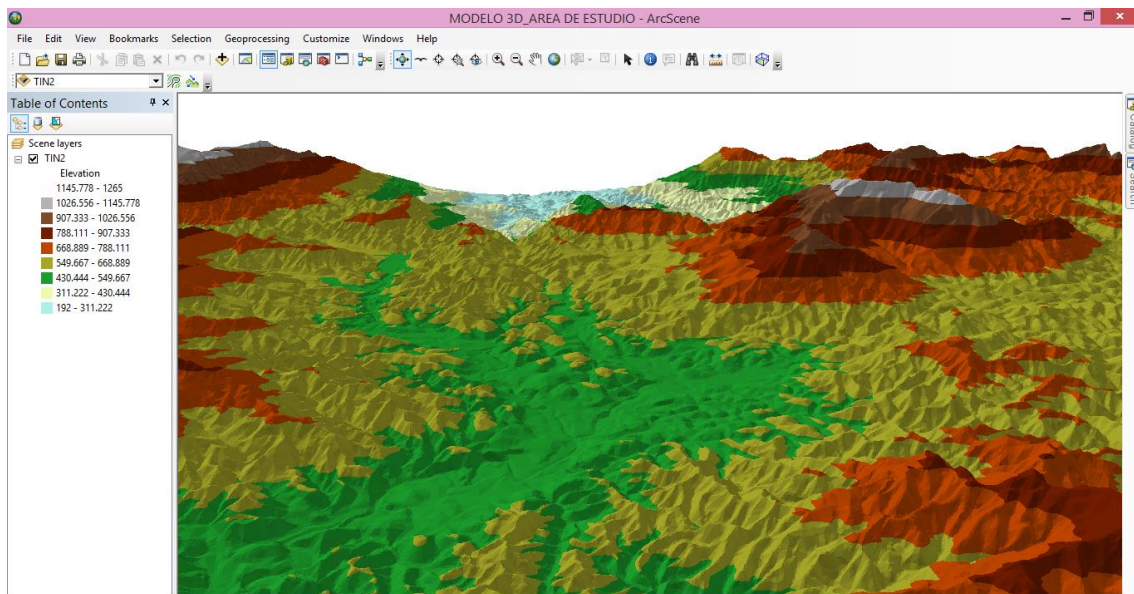 MODELO 3D_AREA DE ESTUDIO - ArcScene
File Edit View Bookmarks Selection Geoprocessing Customize Windows Help
TIN2
Table of Contents
Scene layers
TIN2
Elevation
1145.778 - 1265
1026.556 - 1145.778
907.333 - 1026.556
788.111 - 907.333
668.889 - 788.111
549.667 - 668.889
430.444 - 549.667
311.222 - 430.444
192 - 311.222
Catalog
Search